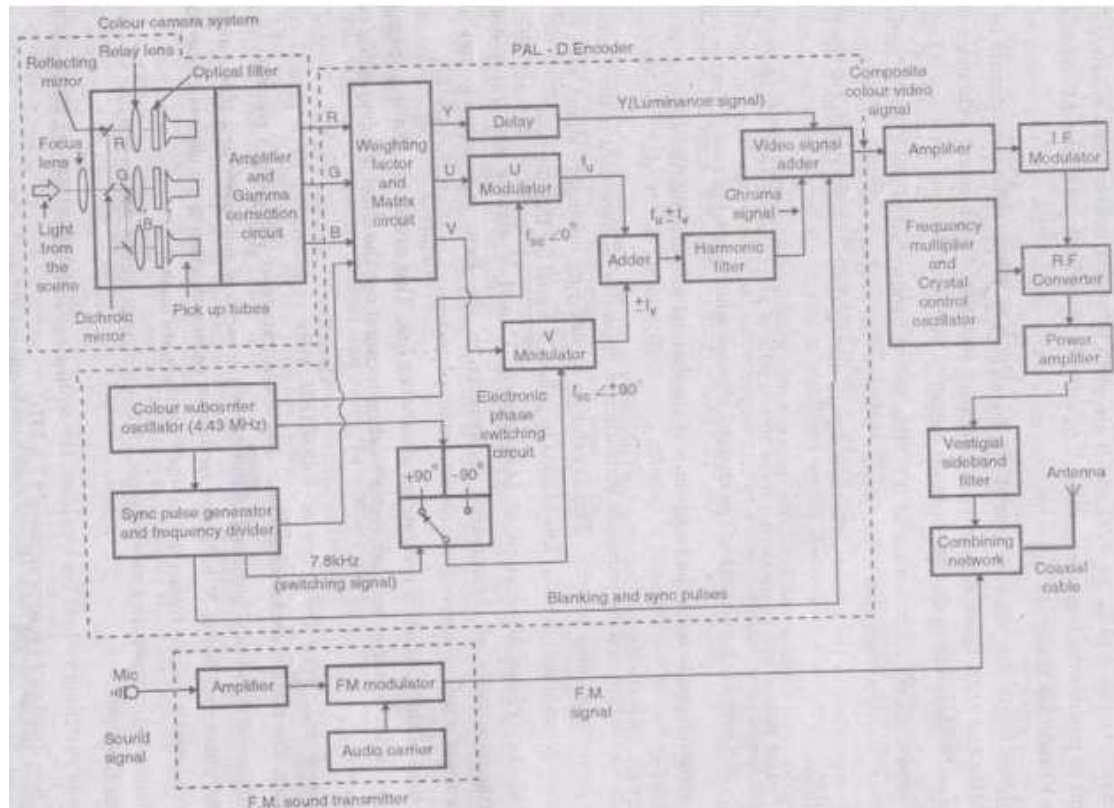 Colour camera system
Relay lens
Reflecting
mirror
Optical filter
Focus
lens
R
G
B
Light
from
the
scene
Dichroic
mirror
Pick up tubes
Amplifier
and
Gamma
correction
circuit
R
G
B
PAL - D Encoder
Weighting
factor
and
Matrix
circuit
Y
U
V
Delay
Y(Luminance signal)
U
Modulator
fu
fsc ∠0°
Adder
fu ± fv
± fv
Harmonic
filter
Chroma
signal
Video signal
adder
Composite
colour video
signal
Amplifier
I.F.
Modulator
Frequency
multiplier
and
Crystal
control
oscillator
R.F.
Converter
Power
amplifier
Vestigial
sideband
filter
Antenna
Combining
network
Coaxial
cable
V
Modulator
fsc ∠±90°
Electronic
phase
switching
circuit
+90°
-90°
Colour subcarrier
oscillator (4.43 MHz)
Sync pulse generator
and frequency divider
7.8kHz
(switching signal)
Blanking and sync pulses
Mic
Sound
signal
Amplifier
FM modulator
Audio carrier
F.M.
signal
F.M. sound transmitter